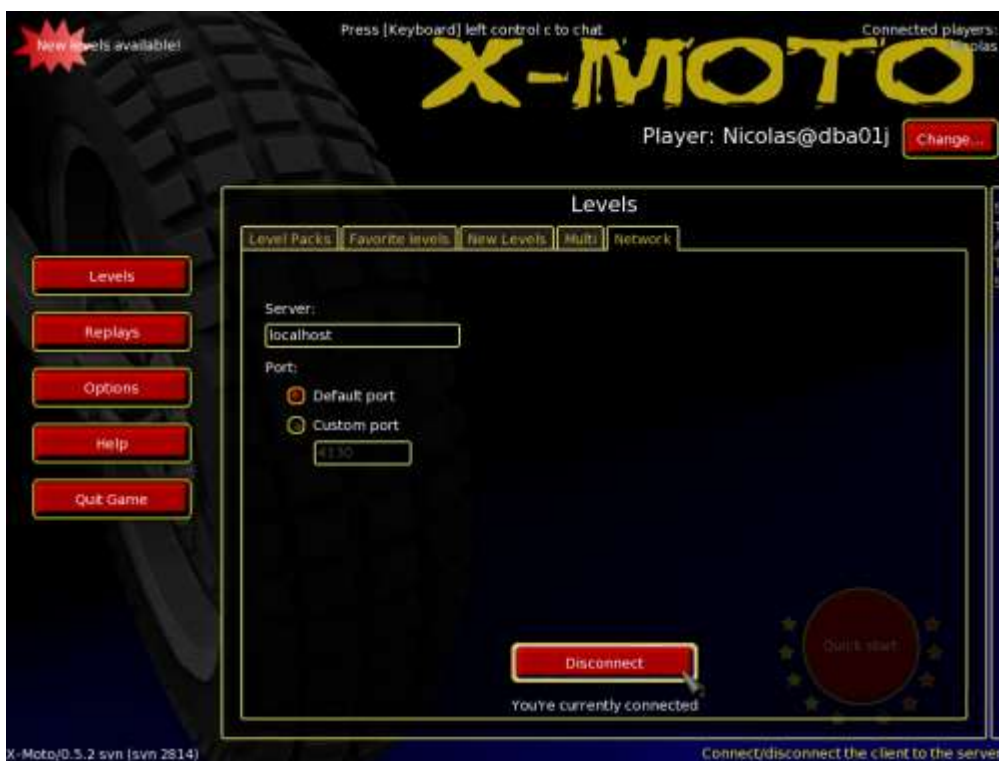 New levels available!
Press [Keyboard] left control c to chat
Connected players:
Nicolas
X-MOTO
Player: Nicolas@dba01j
Change...
Levels
Level Packs
Favorite levels
New Levels
Multi
Network
Levels
Replays
Options
Help
Quit Game
Server:
localhost
Port:
Default port
Custom port
4130
Quick start
Disconnect
You're currently connected
X-Moto/0.5.2 svn (svn 2814)
Connect/disconnect the client to the server